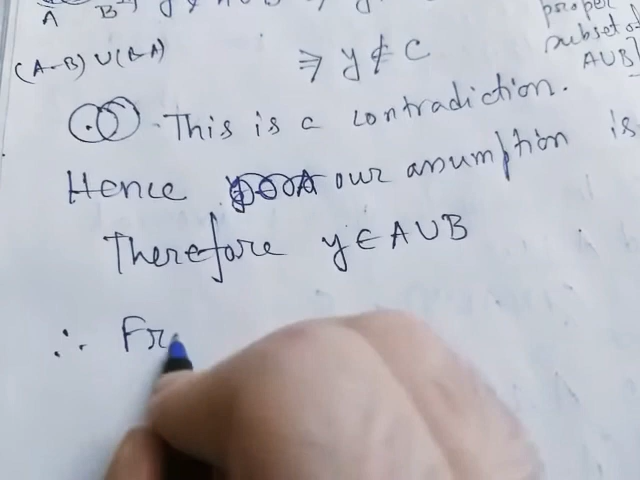 A B
proper
subset of
A∪B]
(A-B)∪(B-A)
⇒ y ∉ C
This is a contradiction.
Hence our assumption is
Therefore y∈A∪B
∴ Fr